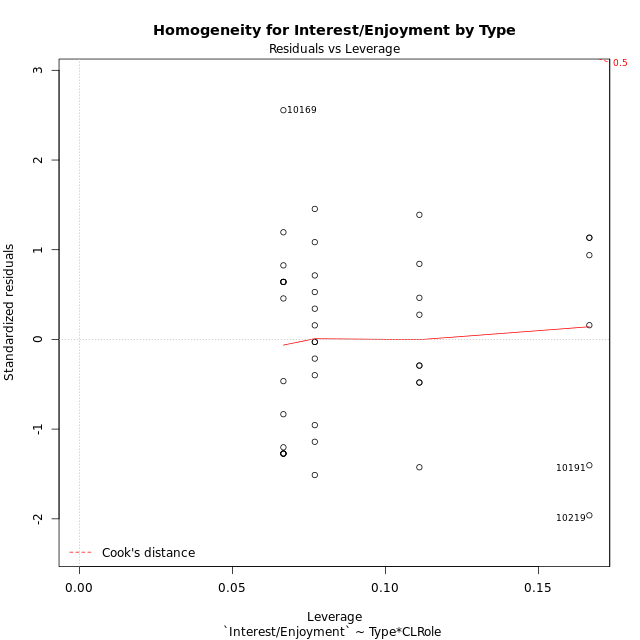 Homogeneity for Interest/Enjoyment by Type
Residuals vs Leverage
0.5
3
2
1
0
-1
-2
Standardized residuals
10169
10191
10219
Cook's distance
0.00 0.05 0.10 0.15
Leverage
`Interest/Enjoyment` ~ Type*CLRole